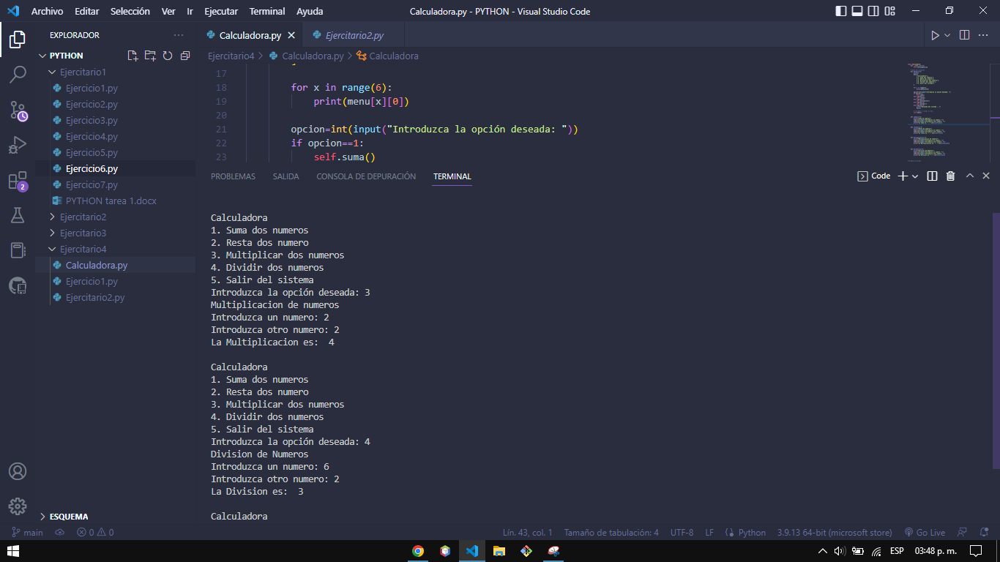 Archivo Editar Selección Ver Ir Ejecutar Terminal Ayuda
Calculadora.py - PYTHON - Visual Studio Code
EXPLORADOR
PYTHON
Ejercitario1
Ejercicio1.py
Ejercicio2.py
Ejercicio3.py
Ejercicio4.py
Ejercicio5.py
Ejercicio6.py
Ejercicio7.py
PYTHON tarea 1.docx
Ejercitario2
Ejercitario3
Ejercitario4
Calculadora.py
Ejercicio1.py
Ejercitario2.py
ESQUEMA
2
Calculadora.py Ejercitario2.py
Ejercitario4 > Calculadora.py > Calculadora
17
18 for x in range(6):
19 print(menu[x][0])
20
21 opcion=int(input("Introduzca la opción deseada: "))
22 if opcion==1:
23 self.suma()
PROBLEMAS SALIDA CONSOLA DE DEPURACIÓN TERMINAL
Code
Calculadora
1. Suma dos numeros
2. Resta dos numero
3. Multiplicar dos numeros
4. Dividir dos numeros
5. Salir del sistema
Introduzca la opción deseada: 3
Multiplicacion de numeros
Introduzca un numero: 2
Introduzca otro numero: 2
La Multiplicacion es:  4
Calculadora
1. Suma dos numeros
2. Resta dos numero
3. Multiplicar dos numeros
4. Dividir dos numeros
5. Salir del sistema
Introduzca la opción deseada: 4
Division de Numeros
Introduzca un numero: 6
Introduzca otro numero: 2
La Division es:  3
Calculadora
main 0 0 Lín. 43, col. 1 Tamaño de tabulación: 4 UTF-8 LF Python 3.9.13 64-bit (microsoft store) Go Live
ESP 03:48 p. m.